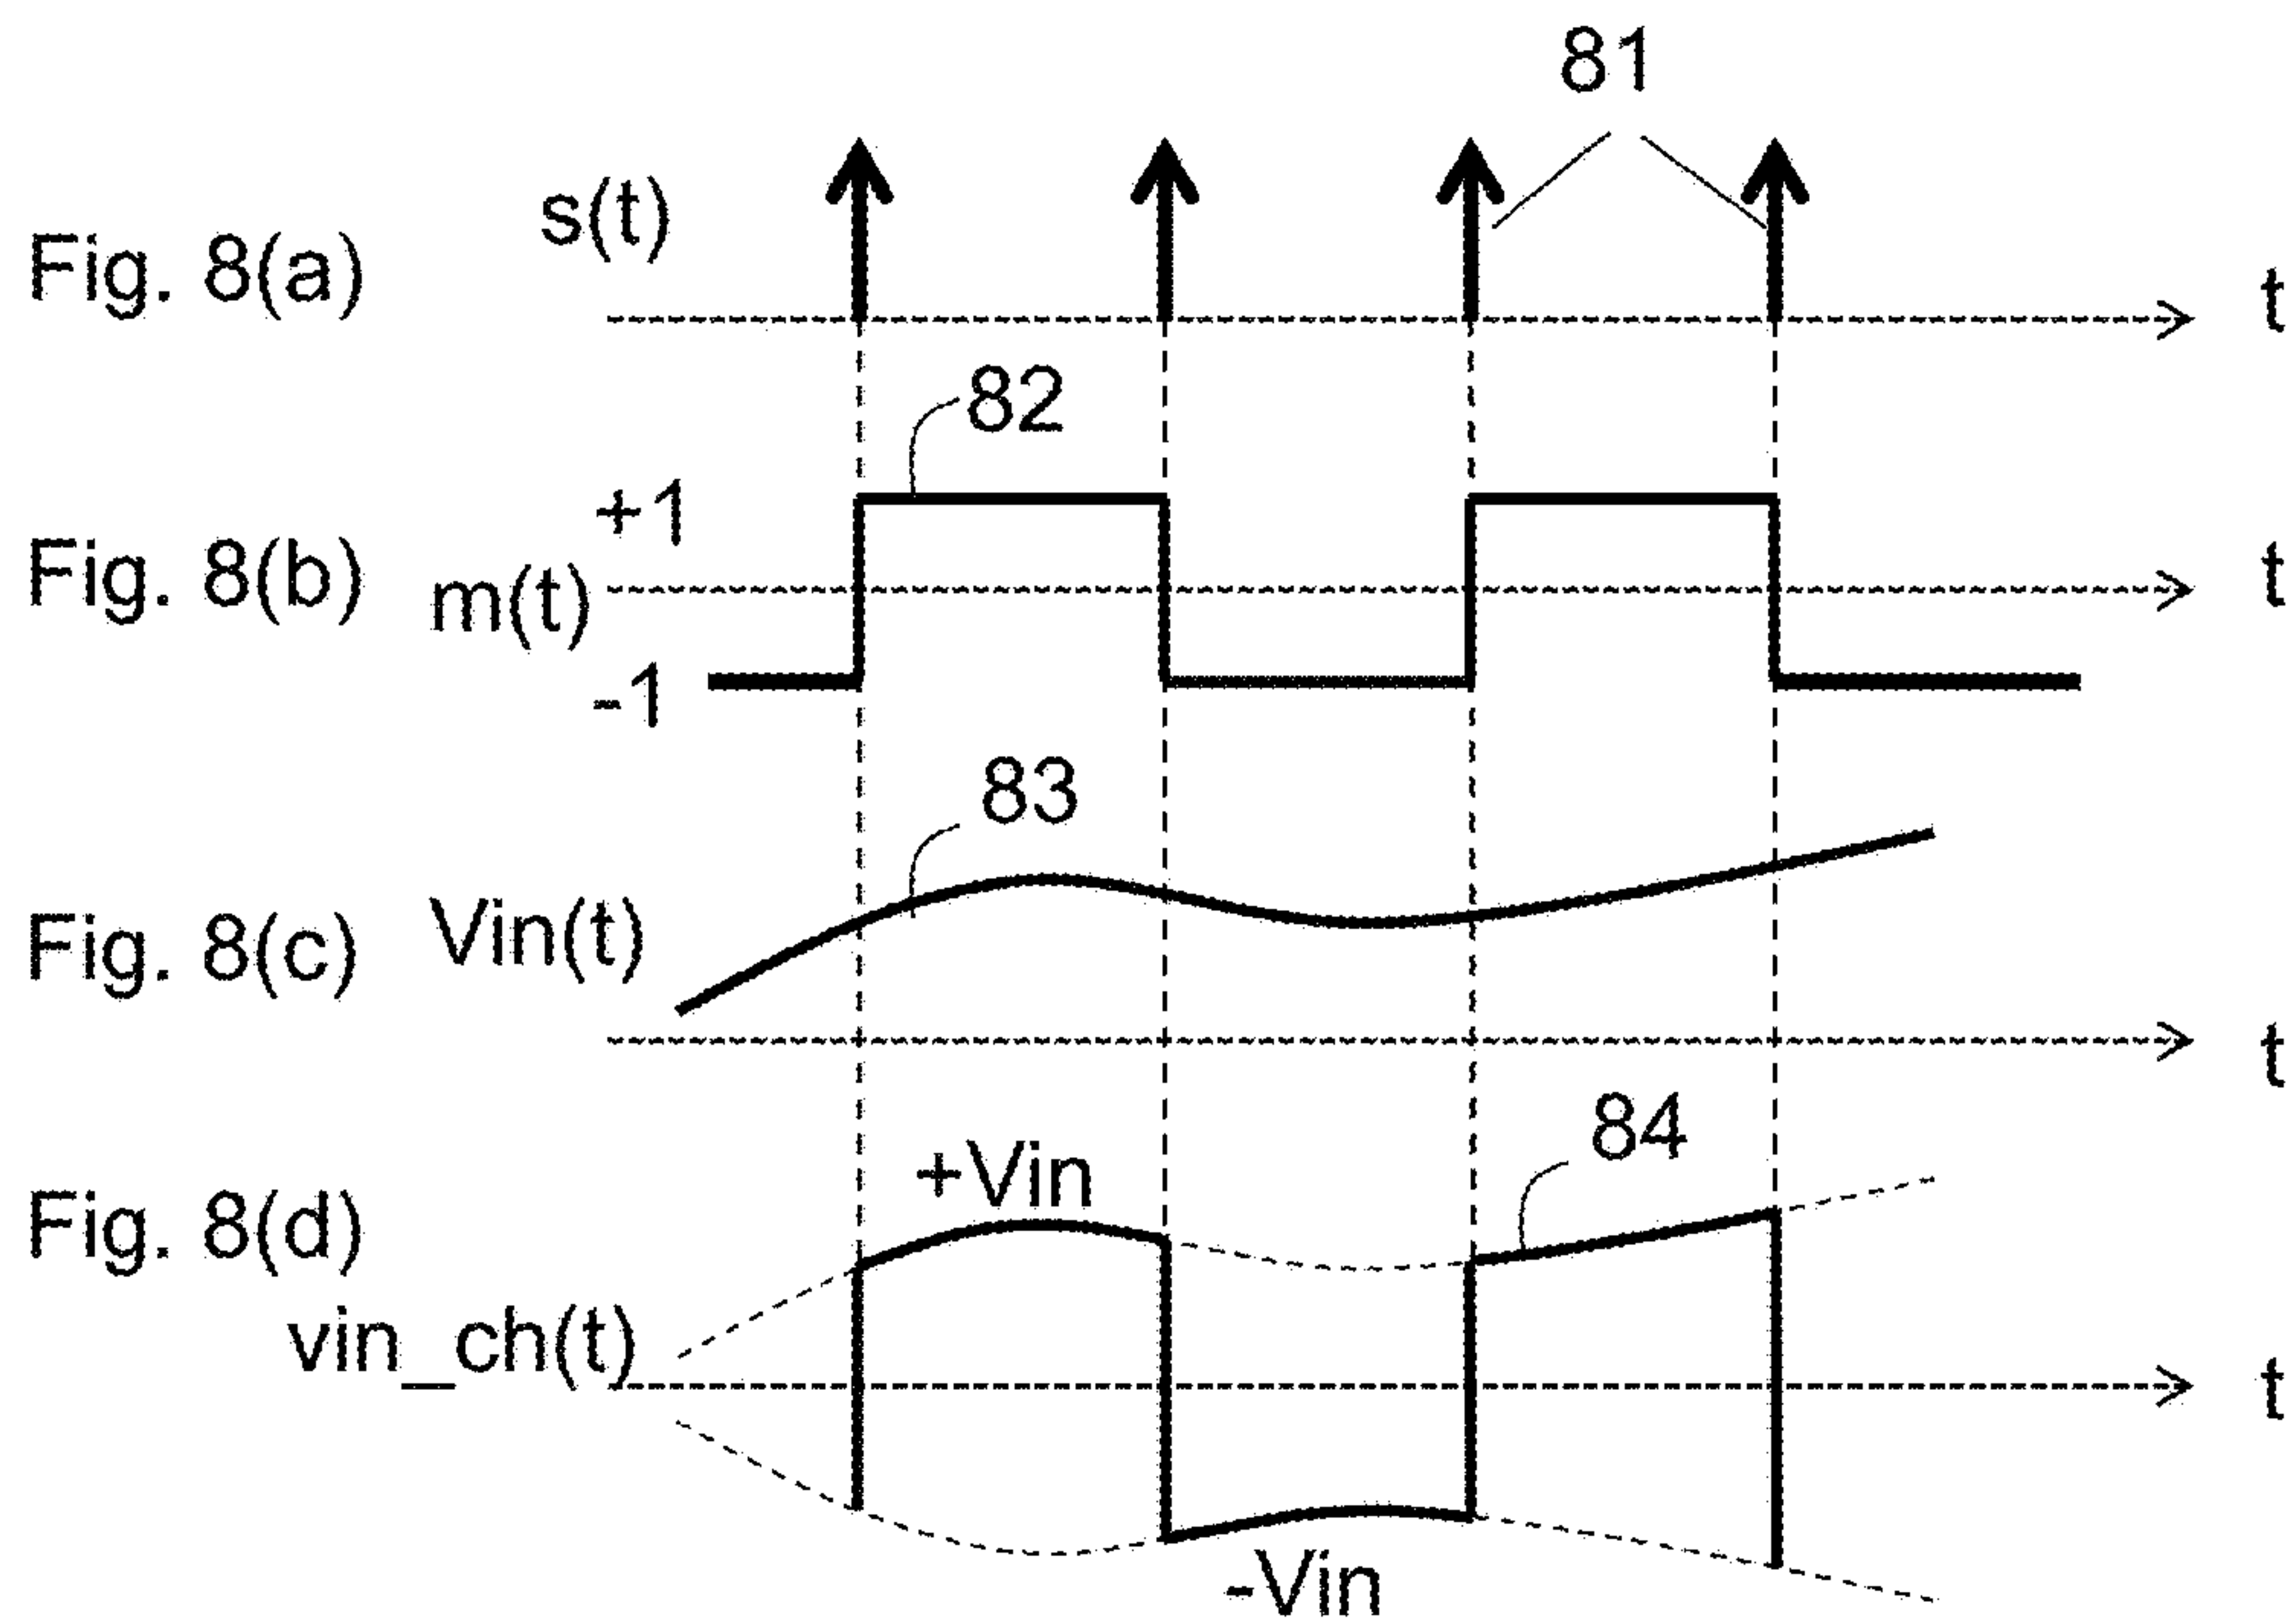 81
Fig. 8(a) s(t) t
82
+1
Fig. 8(b) m(t) t
-1
83
Fig. 8(c) Vin(t)
t
84
+Vin
Fig. 8(d)
vin_ch(t) t
-Vin